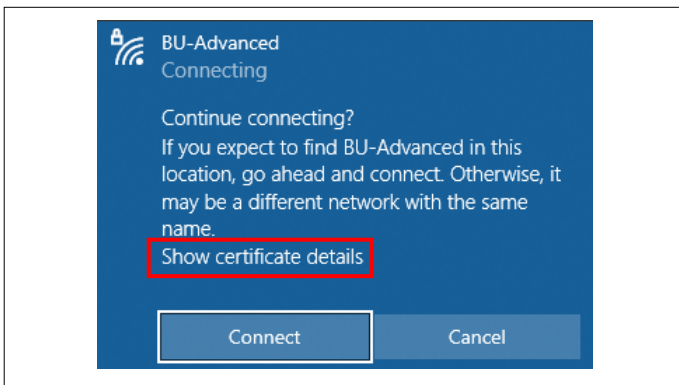 BU-Advanced
Connecting
Continue connecting?
If you expect to find BU-Advanced in this
location, go ahead and connect. Otherwise, it
may be a different network with the same
name.
Show certificate details
Connect
Cancel